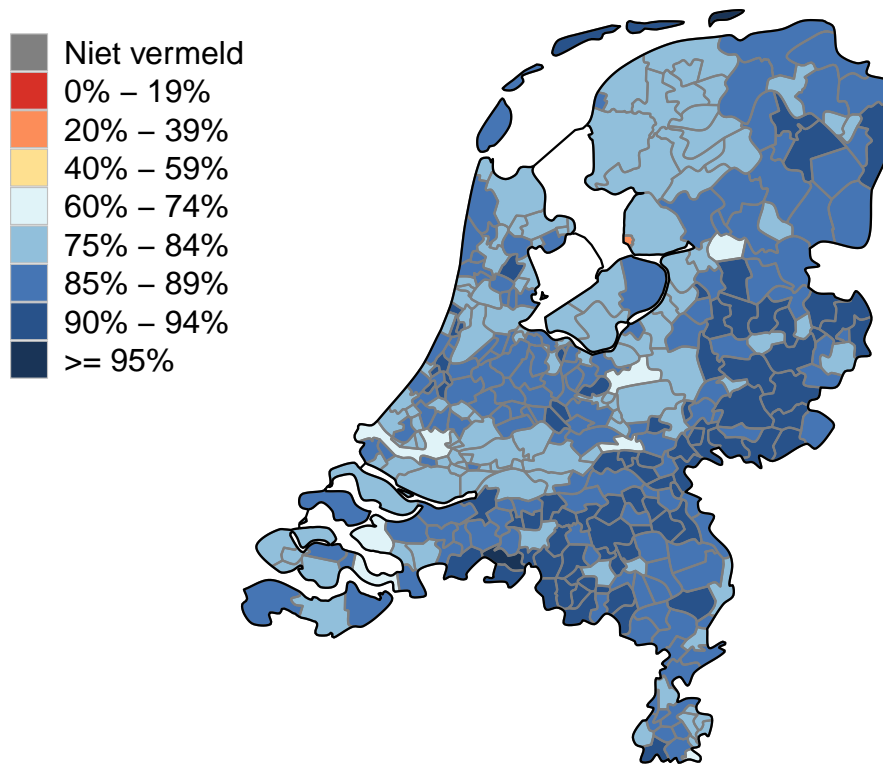 Niet vermeld
0% – 19%
20% – 39%
40% – 59%
60% – 74%
75% – 84%
85% – 89%
90% – 94%
>= 95%